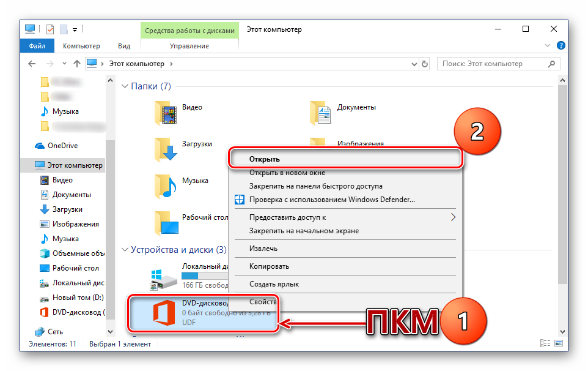 Средства работы с дисками
Этот компьютер
Файл
Компьютер
Вид
Управление
Этот компьютер
Поиск: Этот компьютер
Музыка
OneDrive
Этот компьютер
Видео
Документы
Загрузки
Изображения
Музыка
Объемные объ
Рабочий стол
Локальный дис
Новый том (D:)
DVD-дисковод (
Сеть
Папки (7)
Видео
Документы
Загрузки
Изображения
Музыка
Рабочий стол
Устройства и диски (3)
Локальный д
166 ГБ свободно
DVD-дисковод
0 байт свободно из
UDF
Открыть
Открыть в новом окне
Закрепить на панели быстрого доступа
Проверка с использованием Windows Defender...
Предоставить доступ к
Закрепить на начальном экране
Извлечь
Копировать
Создать ярлык
Свойств
ПКМ
1
2
Элементов: 11
Выбран 1 элемент